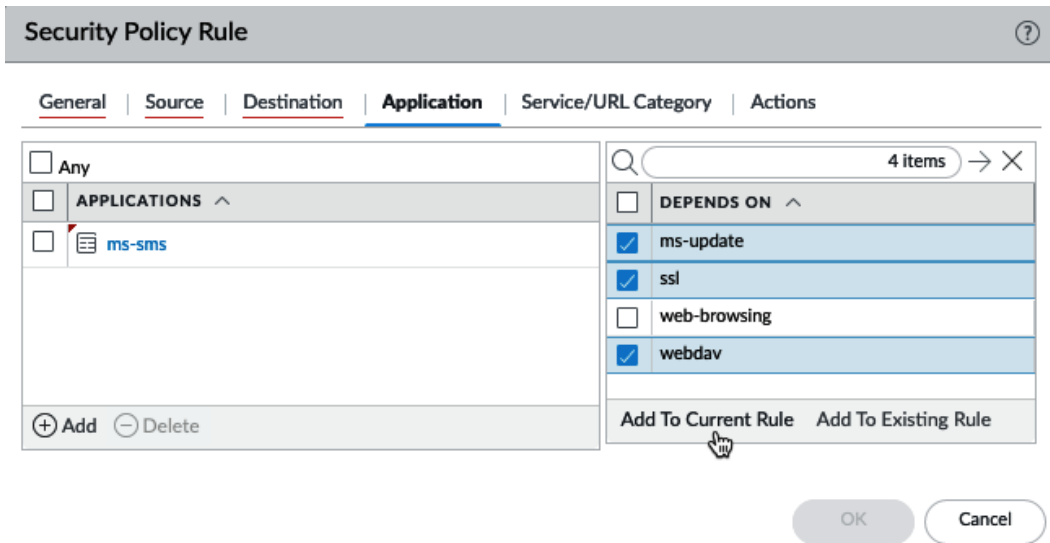 Security Policy Rule
General | Source | Destination | Application | Service/URL Category | Actions
Any
APPLICATIONS
ms-sms
Add Delete
4 items
DEPENDS ON
ms-update
ssl
web-browsing
webdav
Add To Current Rule Add To Existing Rule
OK Cancel